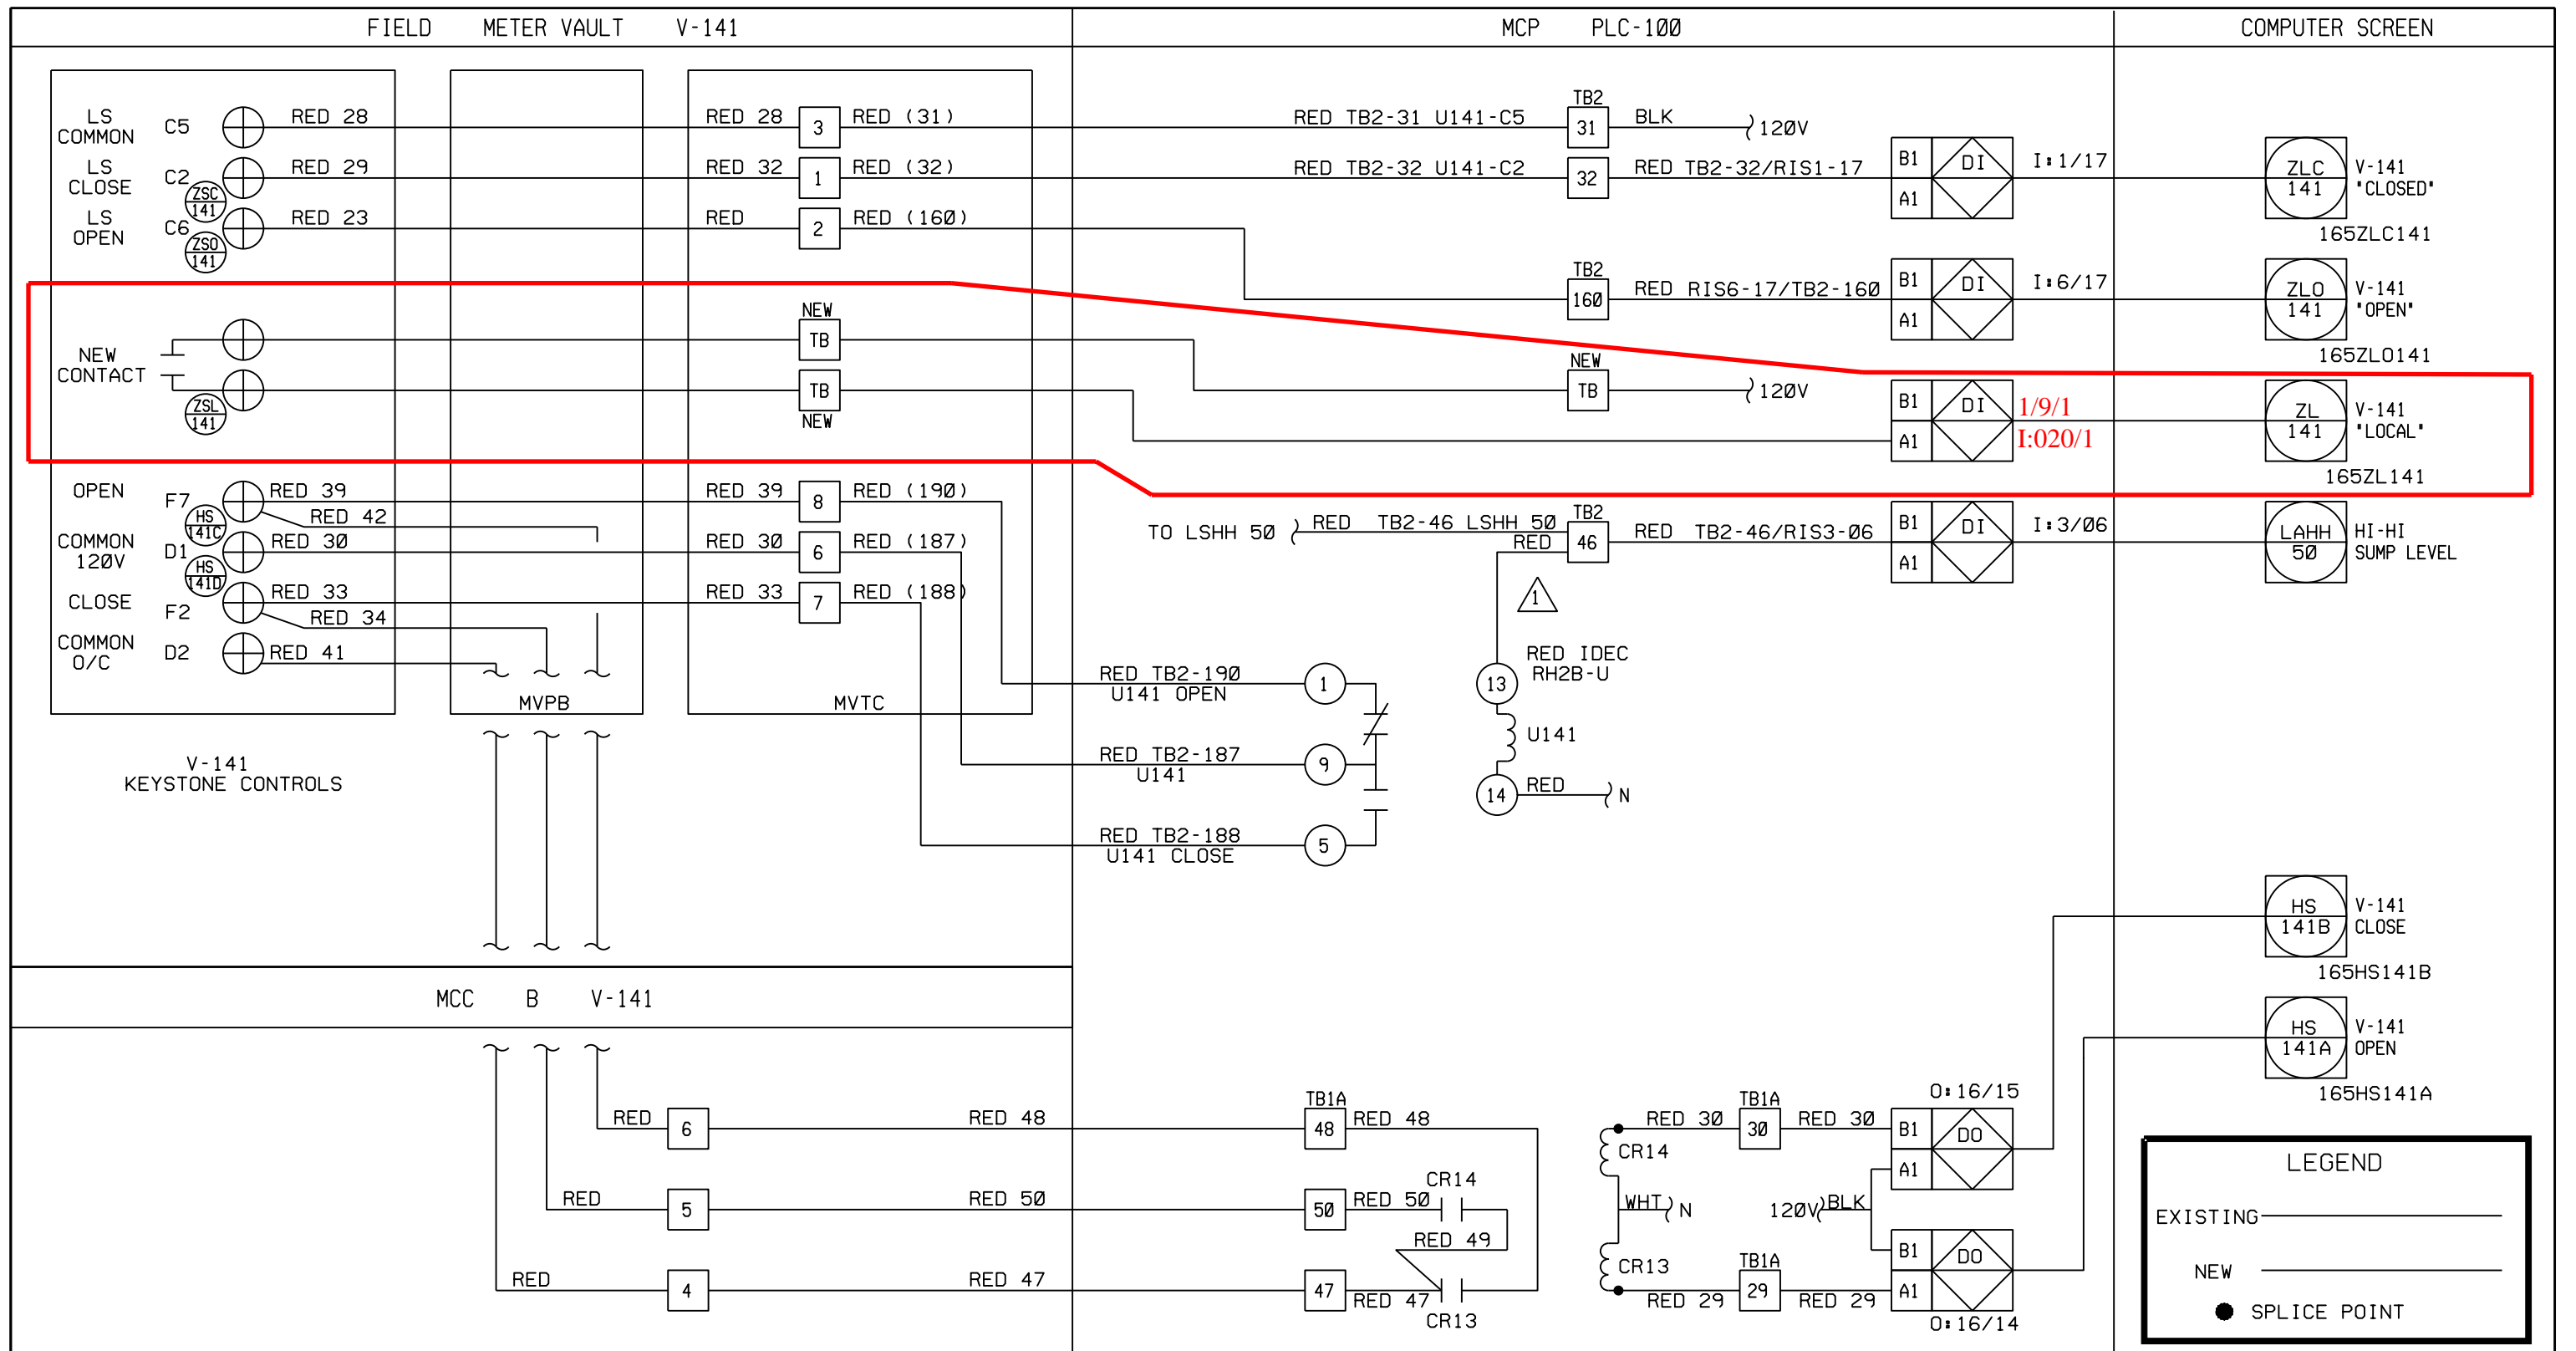 FIELD METER VAULT V-141
MCP PLC-100
COMPUTER SCREEN
LS
COMMON
C5
RED 28
RED 28
3
RED (31)
RED TB2-31 U141-C5
TB2
31
BLK
120V
LS
CLOSE
C2
ZSC
141
RED 29
RED 32
1
RED (32)
RED TB2-32 U141-C2
32
RED TB2-32/RIS1-17
B1
A1
DI
I:1/17
ZLC
141
V-141
"CLOSED"
165ZLC141
LS
OPEN
C6
ZSO
141
RED 23
RED
2
RED (160)
TB2
160
RED RIS6-17/TB2-160
B1
A1
DI
I:6/17
ZLO
141
V-141
"OPEN"
165ZLO141
NEW
CONTACT
ZSL
141
NEW
TB
TB
NEW
NEW
TB
120V
B1
A1
DI
1/9/1
I:020/1
ZL
141
V-141
"LOCAL"
165ZL141
OPEN
F7
HS
141C
RED 39
RED 42
RED 39
8
RED (190)
COMMON
120V
D1
HS
141D
RED 30
RED 30
6
RED (187)
CLOSE
F2
RED 33
RED 34
RED 33
7
RED (188)
COMMON
O/C
D2
RED 41
MVPB
MVTC
V-141
KEYSTONE CONTROLS
TO LSHH 50
RED TB2-46 LSHH 50
RED
TB2
46
RED TB2-46/RIS3-06
B1
A1
DI
I:3/06
LAHH
50
HI-HI
SUMP LEVEL
1
RED IDEC
RH2B-U
13
U141
14
RED
N
RED TB2-190
U141 OPEN
1
RED TB2-187
U141
9
RED TB2-188
U141 CLOSE
5
HS
141B
V-141
CLOSE
165HS141B
HS
141A
V-141
OPEN
165HS141A
MCC B V-141
RED
6
RED 48
TB1A
48
RED 48
RED
5
RED 50
50
RED 50
CR14
RED 49
RED
4
RED 47
47
RED 47
CR13
CR14
RED 30
TB1A
30
RED 30
B1
A1
DO
O:16/15
WHT
N
120V
BLK
CR13
RED 29
TB1A
29
RED 29
B1
A1
DO
O:16/14
LEGEND
EXISTING
NEW
SPLICE POINT